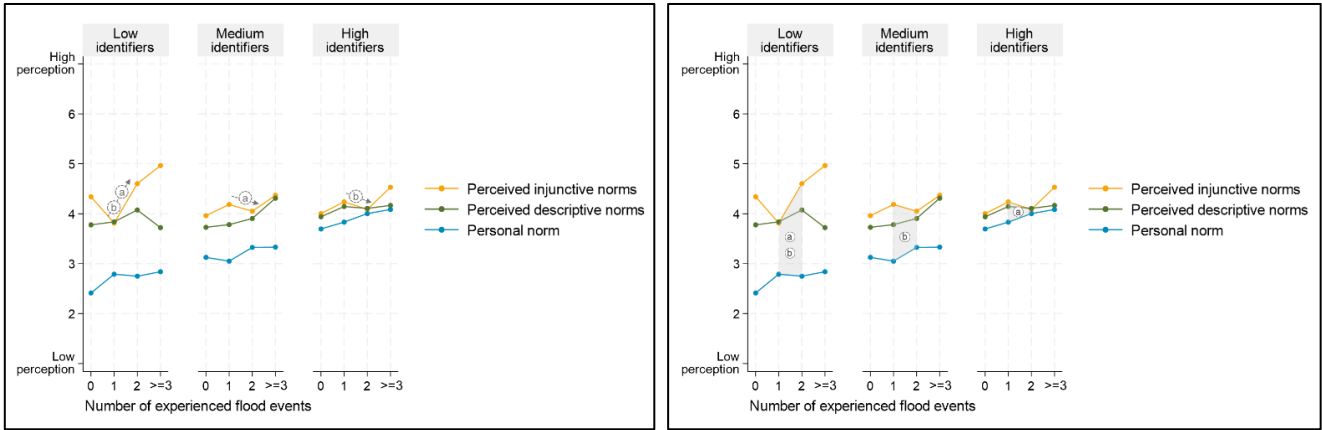 Low
identifiers
Medium
identifiers
High
identifiers
High
perception
6
5
4
3
2
Low
perception
a
b
a
b
0 1 2 >=3
0 1 2 >=3
0 1 2 >=3
Number of experienced flood events
Perceived injunctive norms
Perceived descriptive norms
Personal norm
Low
identifiers
Medium
identifiers
High
identifiers
High
perception
6
5
4
3
2
Low
perception
a
b
b
a
0 1 2 >=3
0 1 2 >=3
0 1 2 >=3
Number of experienced flood events
Perceived injunctive norms
Perceived descriptive norms
Personal norm